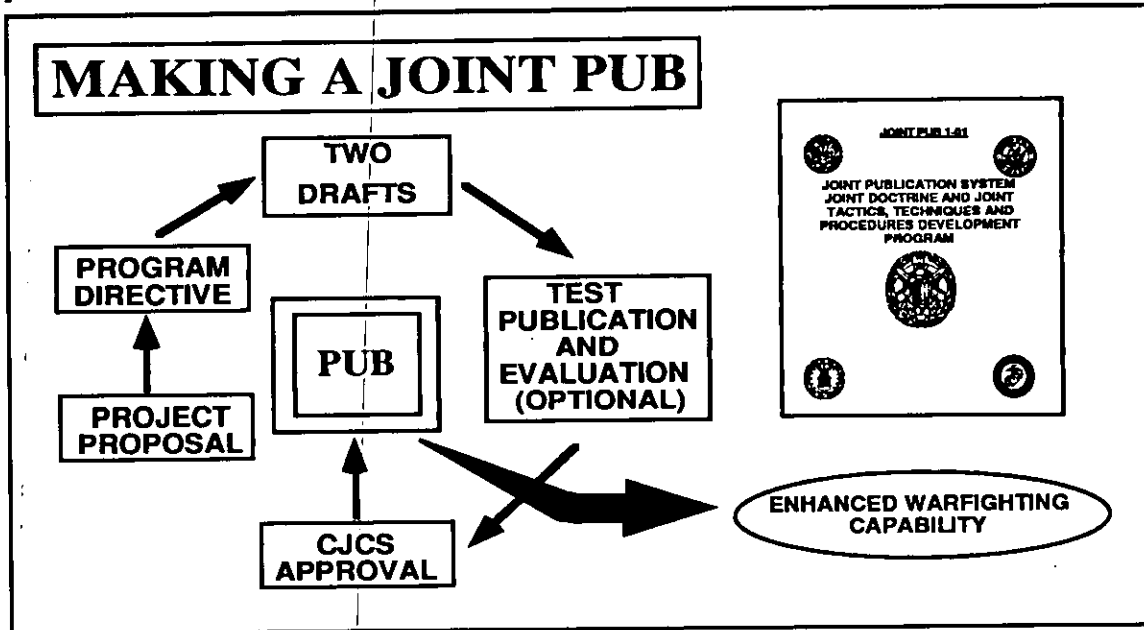 MAKING A JOINT PUB
TWO
DRAFTS
PROGRAM
DIRECTIVE
PROJECT
PROPOSAL
PUB
TEST
PUBLICATION
AND
EVALUATION
(OPTIONAL)
CJCS
APPROVAL
JOINT PUB 1-01
JOINT PUBLICATION SYSTEM
JOINT DOCTRINE AND JOINT
TACTICS, TECHNIQUES AND
PROCEDURES DEVELOPMENT
PROGRAM
ENHANCED WARFIGHTING
CAPABILITY